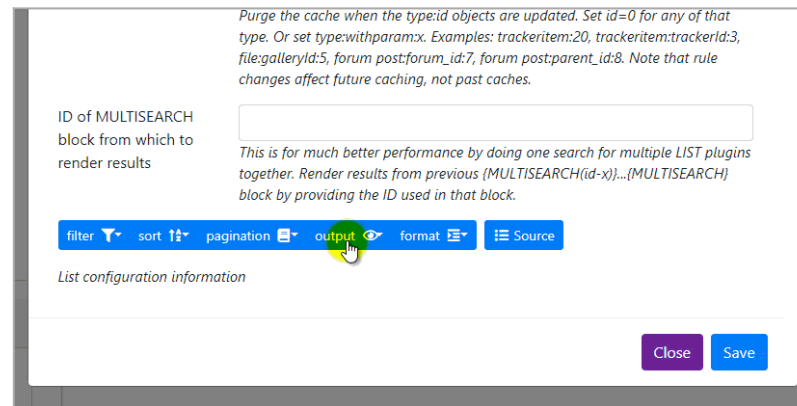 Purge the cache when the type:id objects are updated. Set id=0 for any of that
type. Or set type:withparam:x. Examples: trackeritem:20, trackeritem:trackerId:3,
file:galleryId:5, forum post:forum_id:7, forum post:parent_id:8. Note that rule
changes affect future caching, not past caches.
ID of MULTISEARCH
block from which to
render results
This is for much better performance by doing one search for multiple LIST plugins
together. Render results from previous {MULTISEARCH(id-x)}...{MULTISEARCH}
block by providing the ID used in that block.
filter sort pagination output format Source
List configuration information
Close Save